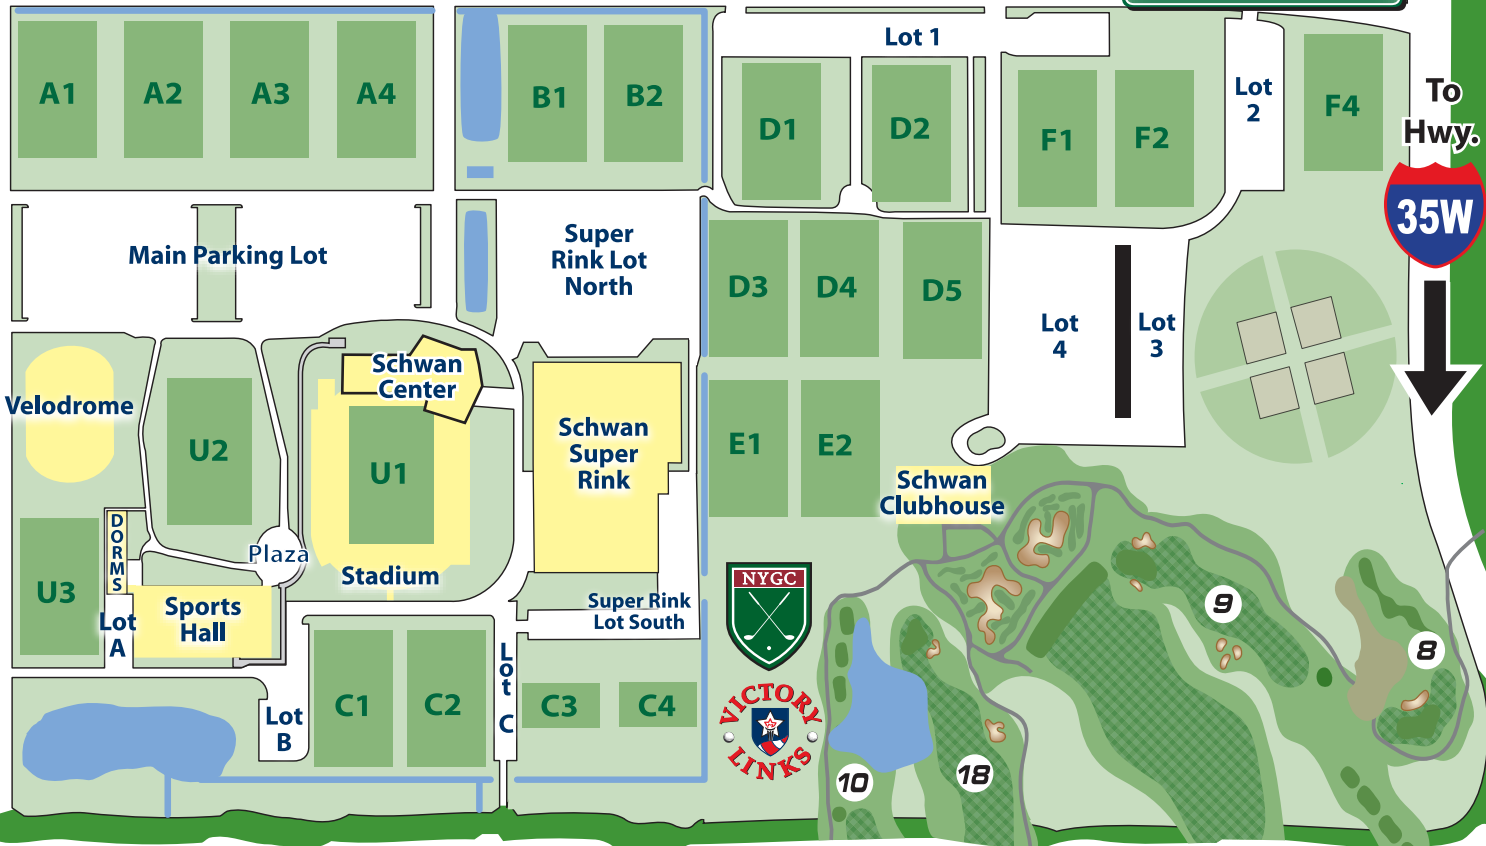 Lot 1
A1
A2
A3
A4
B1
B2
D1
D2
F1
F2
Lot
2
F4
To
Hwy.
35W
Main Parking Lot
Super
Rink Lot
North
D3
D4
D5
Lot
4
Lot
3
Velodrome
U2
Schwan
Center
U1
Schwan
Super
Rink
E1
E2
Schwan
Clubhouse
DORMS
Plaza
Stadium
U3
Lot
A
Sports
Hall
Super Rink
Lot South
NYGC
9
8
Lot
B
C1
C2
Lot C
C3
C4
VICTORY
LINKS
10
18